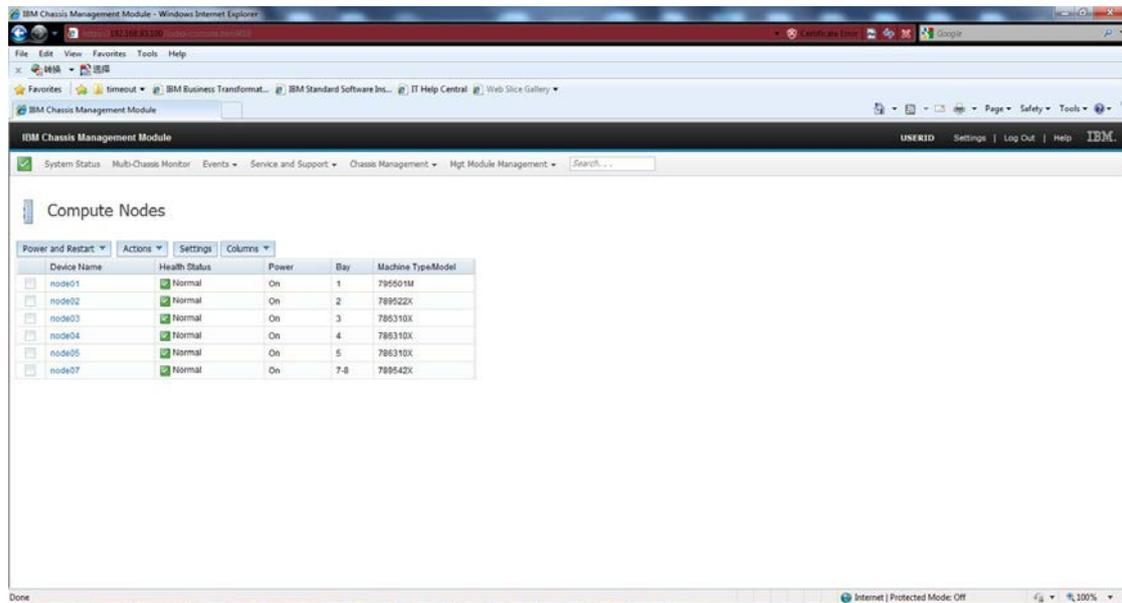 IBM Chassis Management Module - Windows Internet Explorer
Certificate Error Google
File Edit View Favorites Tools Help
x 转换 选择
Favorites timeout IBM Business Transformat... IBM Standard Software Ins... IT Help Central Web Slice Gallery
IBM Chassis Management Module Page Safety Tools
IBM Chassis Management Module USERID Settings | Log Out | Help IBM.
System Status Multi-Chassis Monitor Events Service and Support Chassis Management Mgt Module Management Search...
Compute Nodes
Power and Restart Actions Settings Columns
Device Name Health Status Power Bay Machine Type/Model
node01 Normal On 1 795501M
node02 Normal On 2 789522X
node03 Normal On 3 786310X
node04 Normal On 4 786310X
node05 Normal On 5 786310X
node07 Normal On 7-8 789542X
Done Internet | Protected Mode: Off 100%